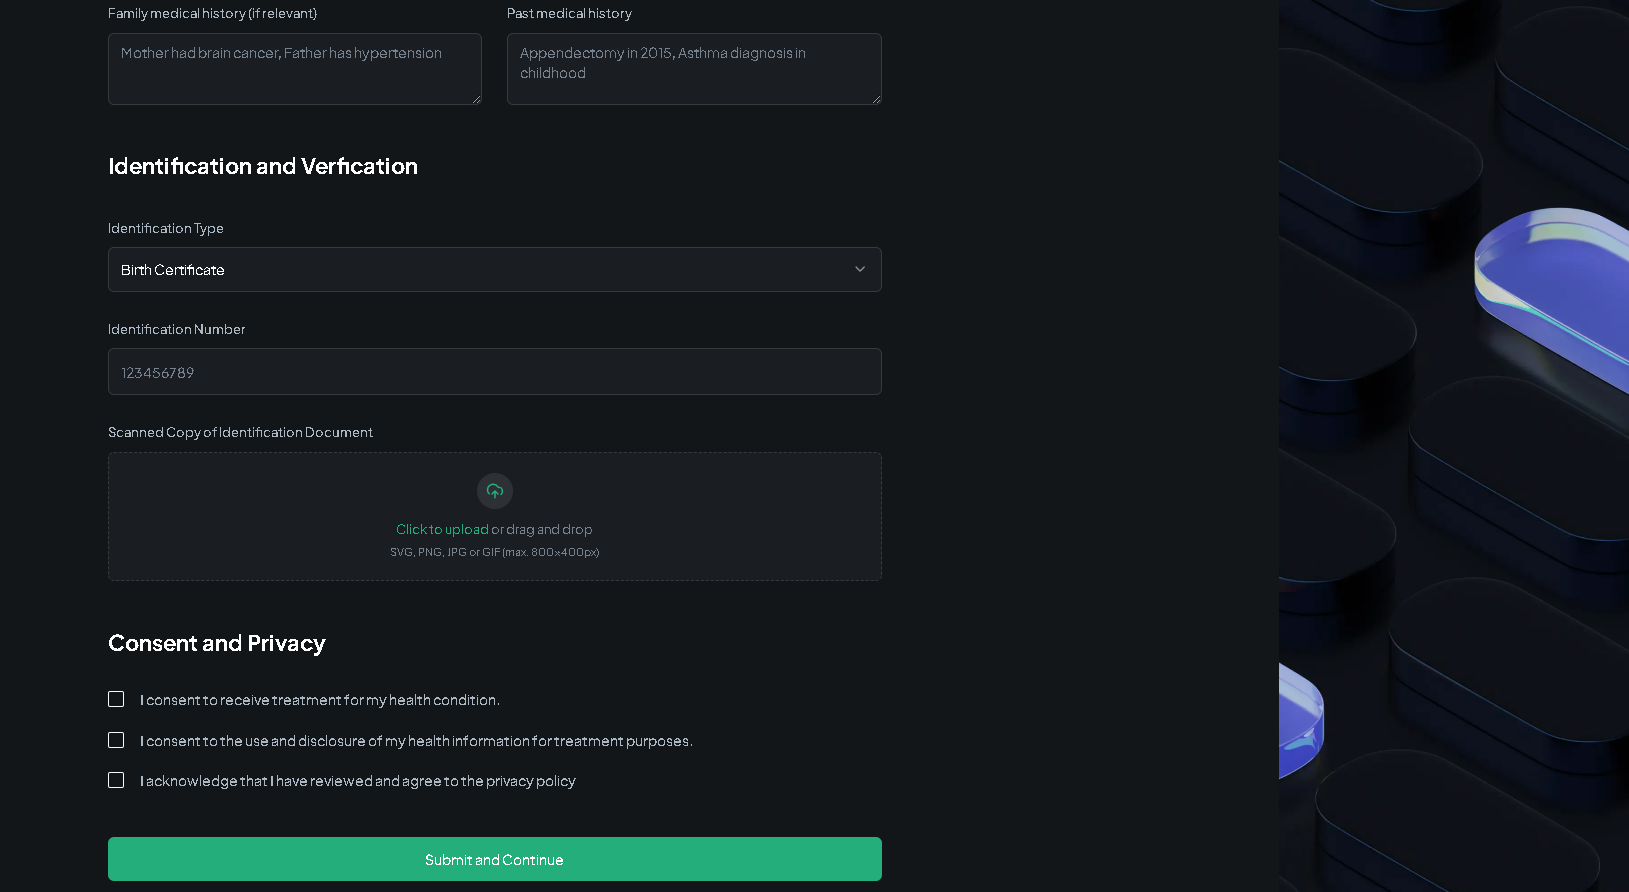 Family medical history (if relevant)
Past medical history
Mother had brain cancer, Father has hypertension
Appendectomy in 2015, Asthma diagnosis in
childhood
Identification and Verfication
Identification Type
Birth Certificate
Identification Number
123456789
Scanned Copy of Identification Document
Click to upload or drag and drop
SVG, PNG, JPG or GIF (max. 800x400px)
Consent and Privacy
I consent to receive treatment for my health condition.
I consent to the use and disclosure of my health information for treatment purposes.
I acknowledge that I have reviewed and agree to the privacy policy
Submit and Continue